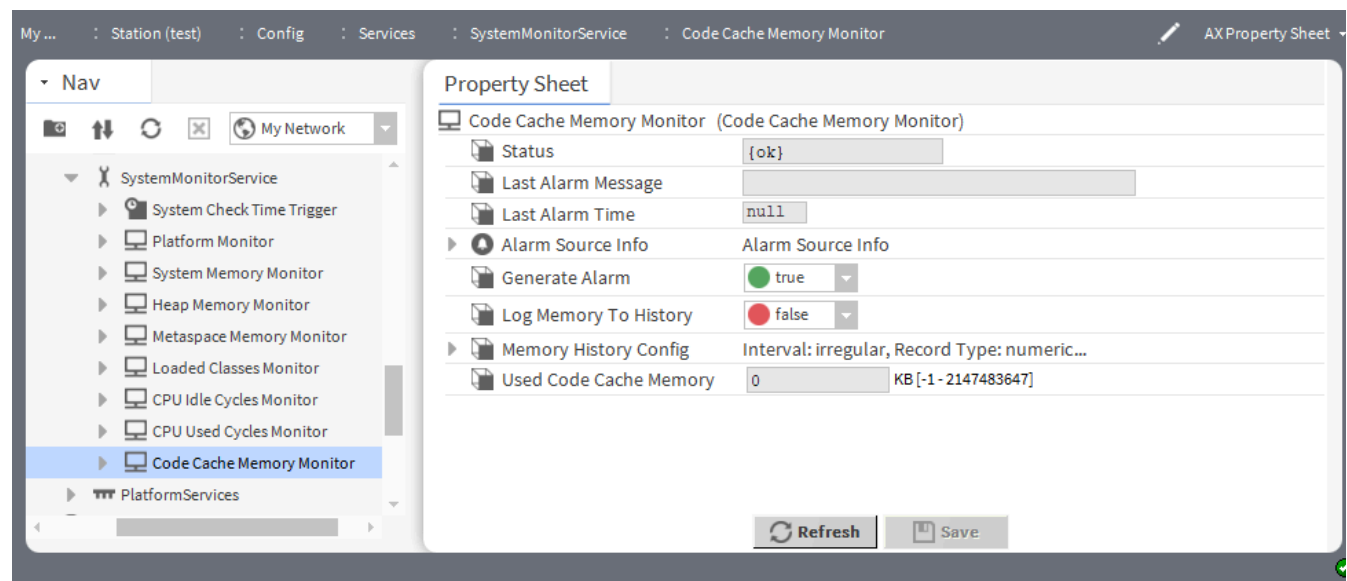 My ... : Station (test) : Config : Services : SystemMonitorService : Code Cache Memory Monitor AX Property Sheet
Nav
My Network
SystemMonitorService
System Check Time Trigger
Platform Monitor
System Memory Monitor
Heap Memory Monitor
Metaspace Memory Monitor
Loaded Classes Monitor
CPU Idle Cycles Monitor
CPU Used Cycles Monitor
Code Cache Memory Monitor
PlatformServices
Property Sheet
Code Cache Memory Monitor (Code Cache Memory Monitor)
Status {ok}
Last Alarm Message
Last Alarm Time null
Alarm Source Info Alarm Source Info
Generate Alarm true
Log Memory To History false
Memory History Config Interval: irregular, Record Type: numeric...
Used Code Cache Memory 0 KB [-1 - 2147483647]
Refresh Save